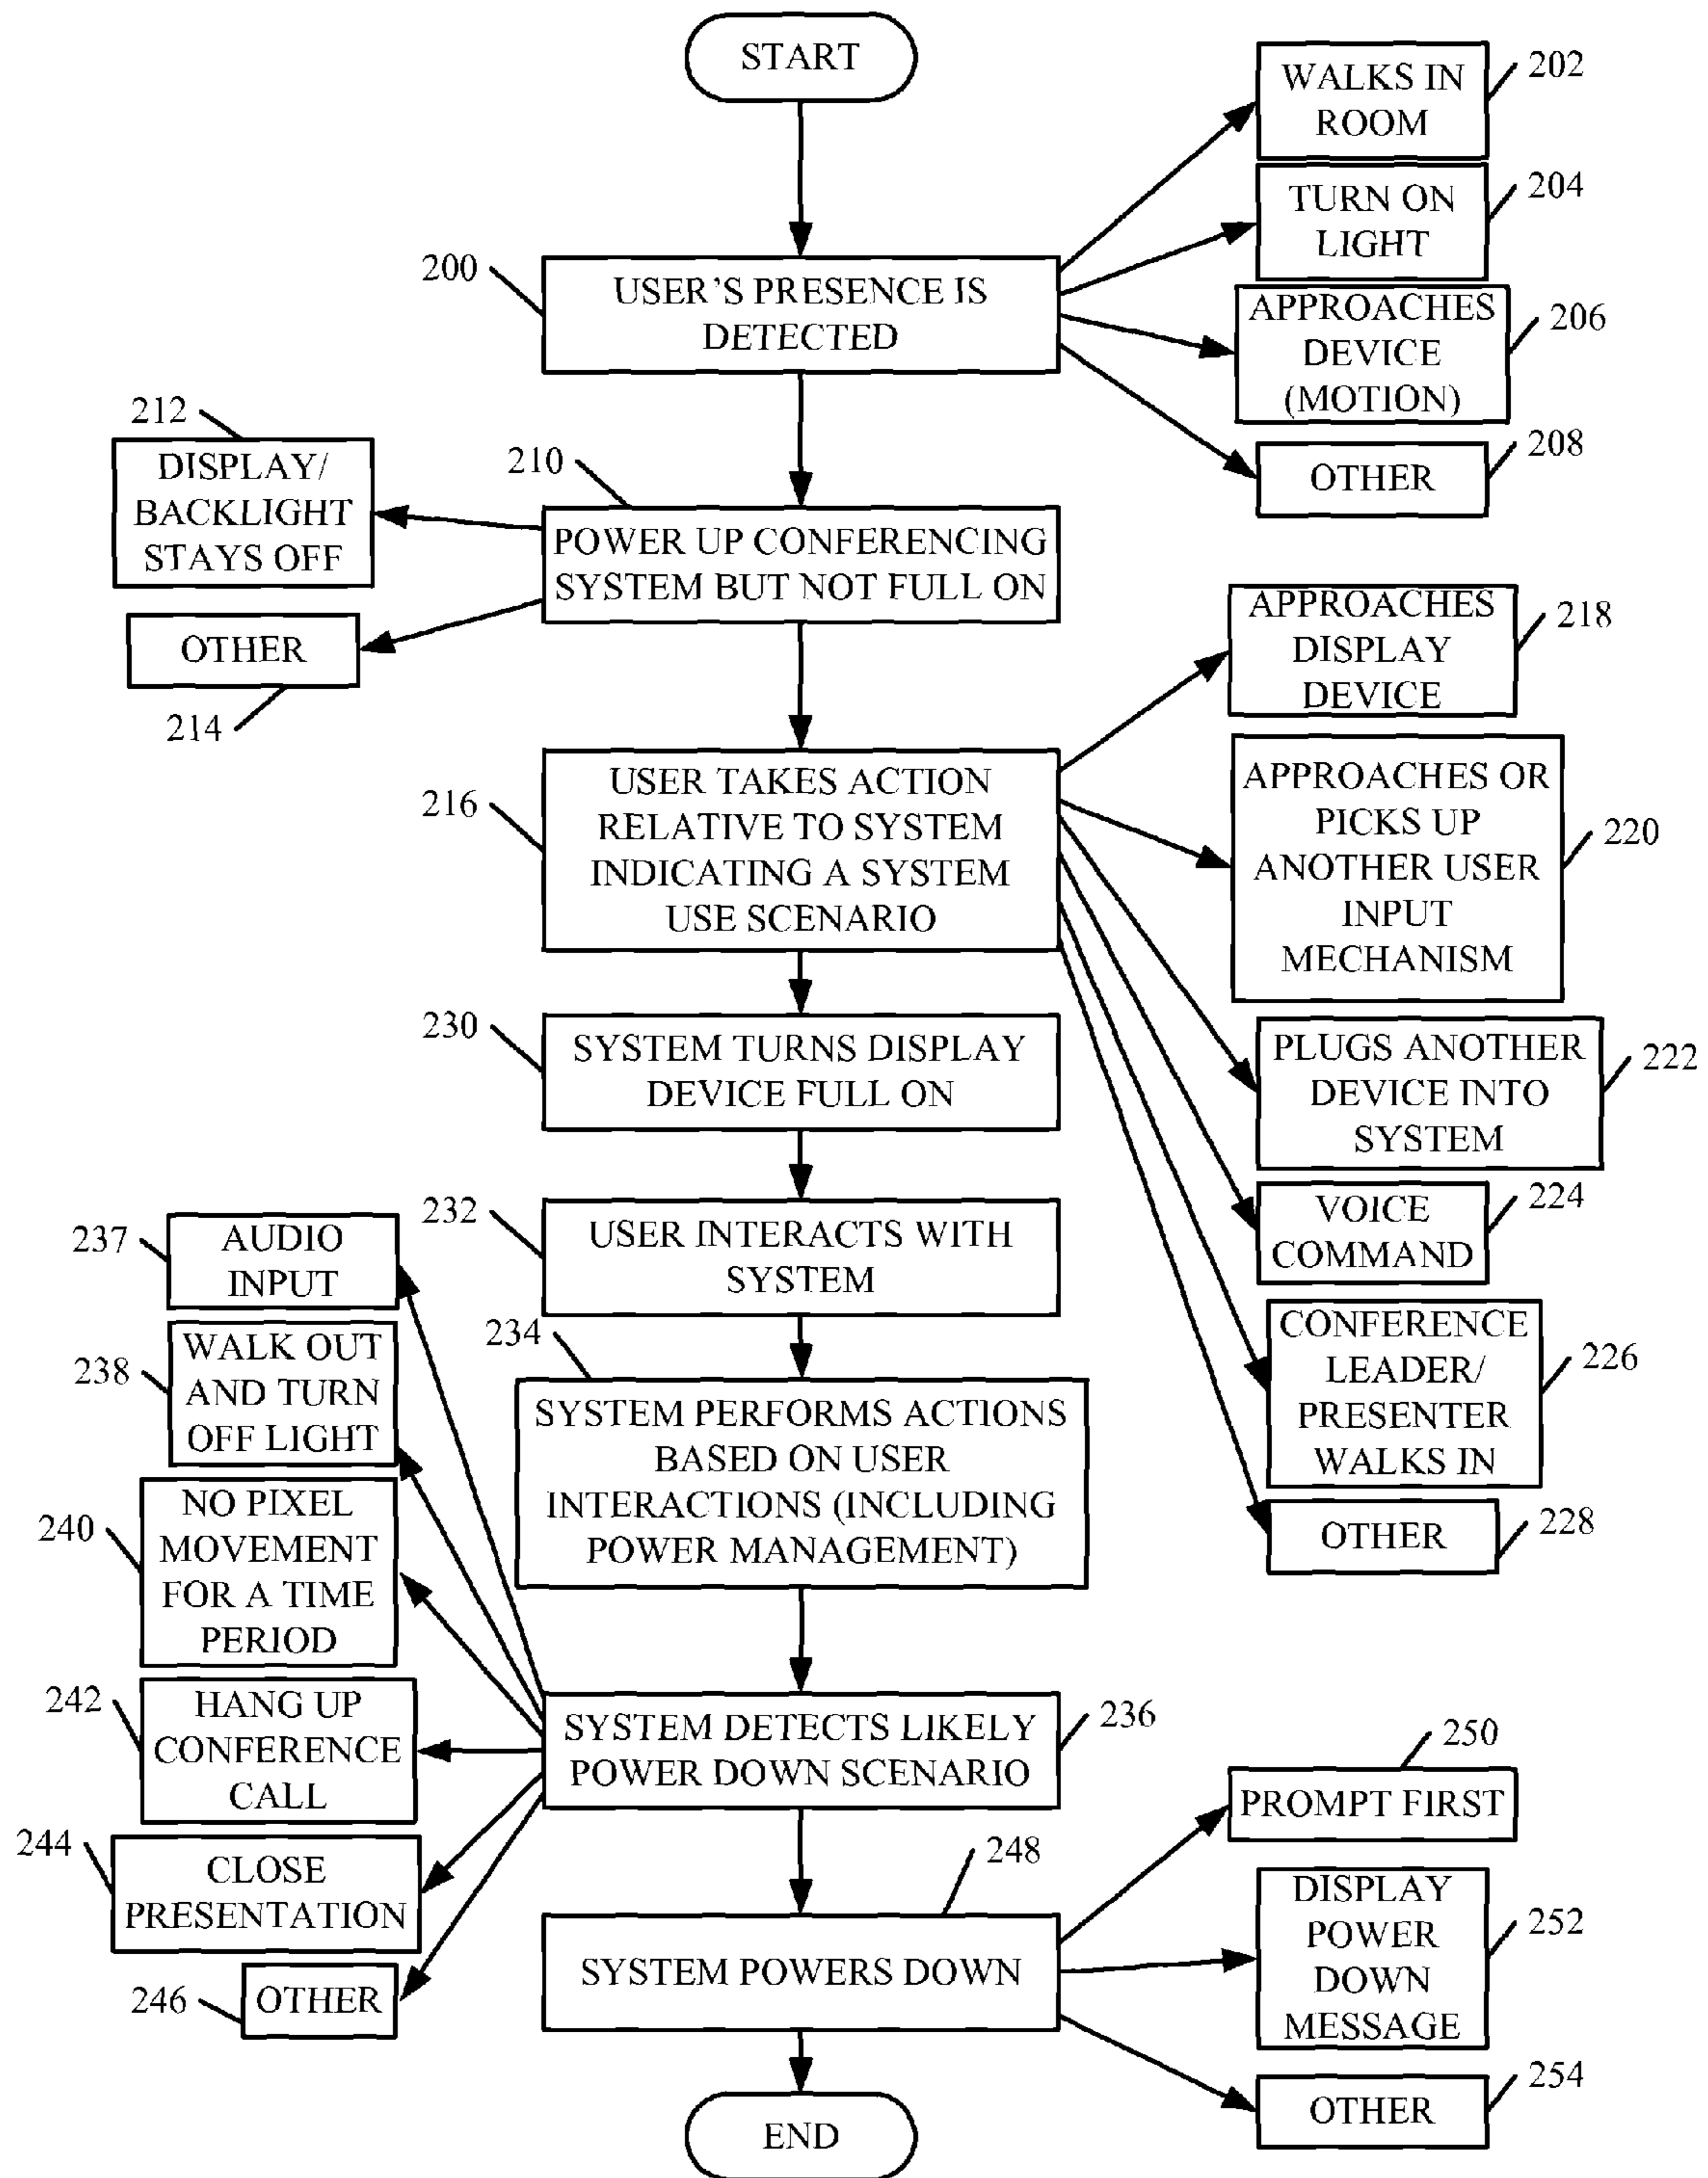 START
WALKS IN
ROOM
202
TURN ON
LIGHT
204
200
USER'S PRESENCE IS
DETECTED
APPROACHES
DEVICE
(MOTION)
206
OTHER
208
212
DISPLAY/
BACKLIGHT
STAYS OFF
210
POWER UP CONFERENCING
SYSTEM BUT NOT FULL ON
OTHER
214
216
USER TAKES ACTION
RELATIVE TO SYSTEM
INDICATING A SYSTEM
USE SCENARIO
APPROACHES
DISPLAY
DEVICE
218
APPROACHES OR
PICKS UP
ANOTHER USER
INPUT
MECHANISM
220
PLUGS ANOTHER
DEVICE INTO
SYSTEM
222
VOICE
COMMAND
224
CONFERENCE
LEADER/
PRESENTER
WALKS IN
226
OTHER
228
230
SYSTEM TURNS DISPLAY
DEVICE FULL ON
232
USER INTERACTS WITH
SYSTEM
234
SYSTEM PERFORMS ACTIONS
BASED ON USER
INTERACTIONS (INCLUDING
POWER MANAGEMENT)
237
AUDIO
INPUT
238
WALK OUT
AND TURN
OFF LIGHT
240
NO PIXEL
MOVEMENT
FOR A TIME
PERIOD
242
HANG UP
CONFERENCE
CALL
244
CLOSE
PRESENTATION
246
OTHER
SYSTEM DETECTS LIKELY
POWER DOWN SCENARIO
236
248
SYSTEM POWERS DOWN
250
PROMPT FIRST
DISPLAY
POWER
DOWN
MESSAGE
252
OTHER
254
END